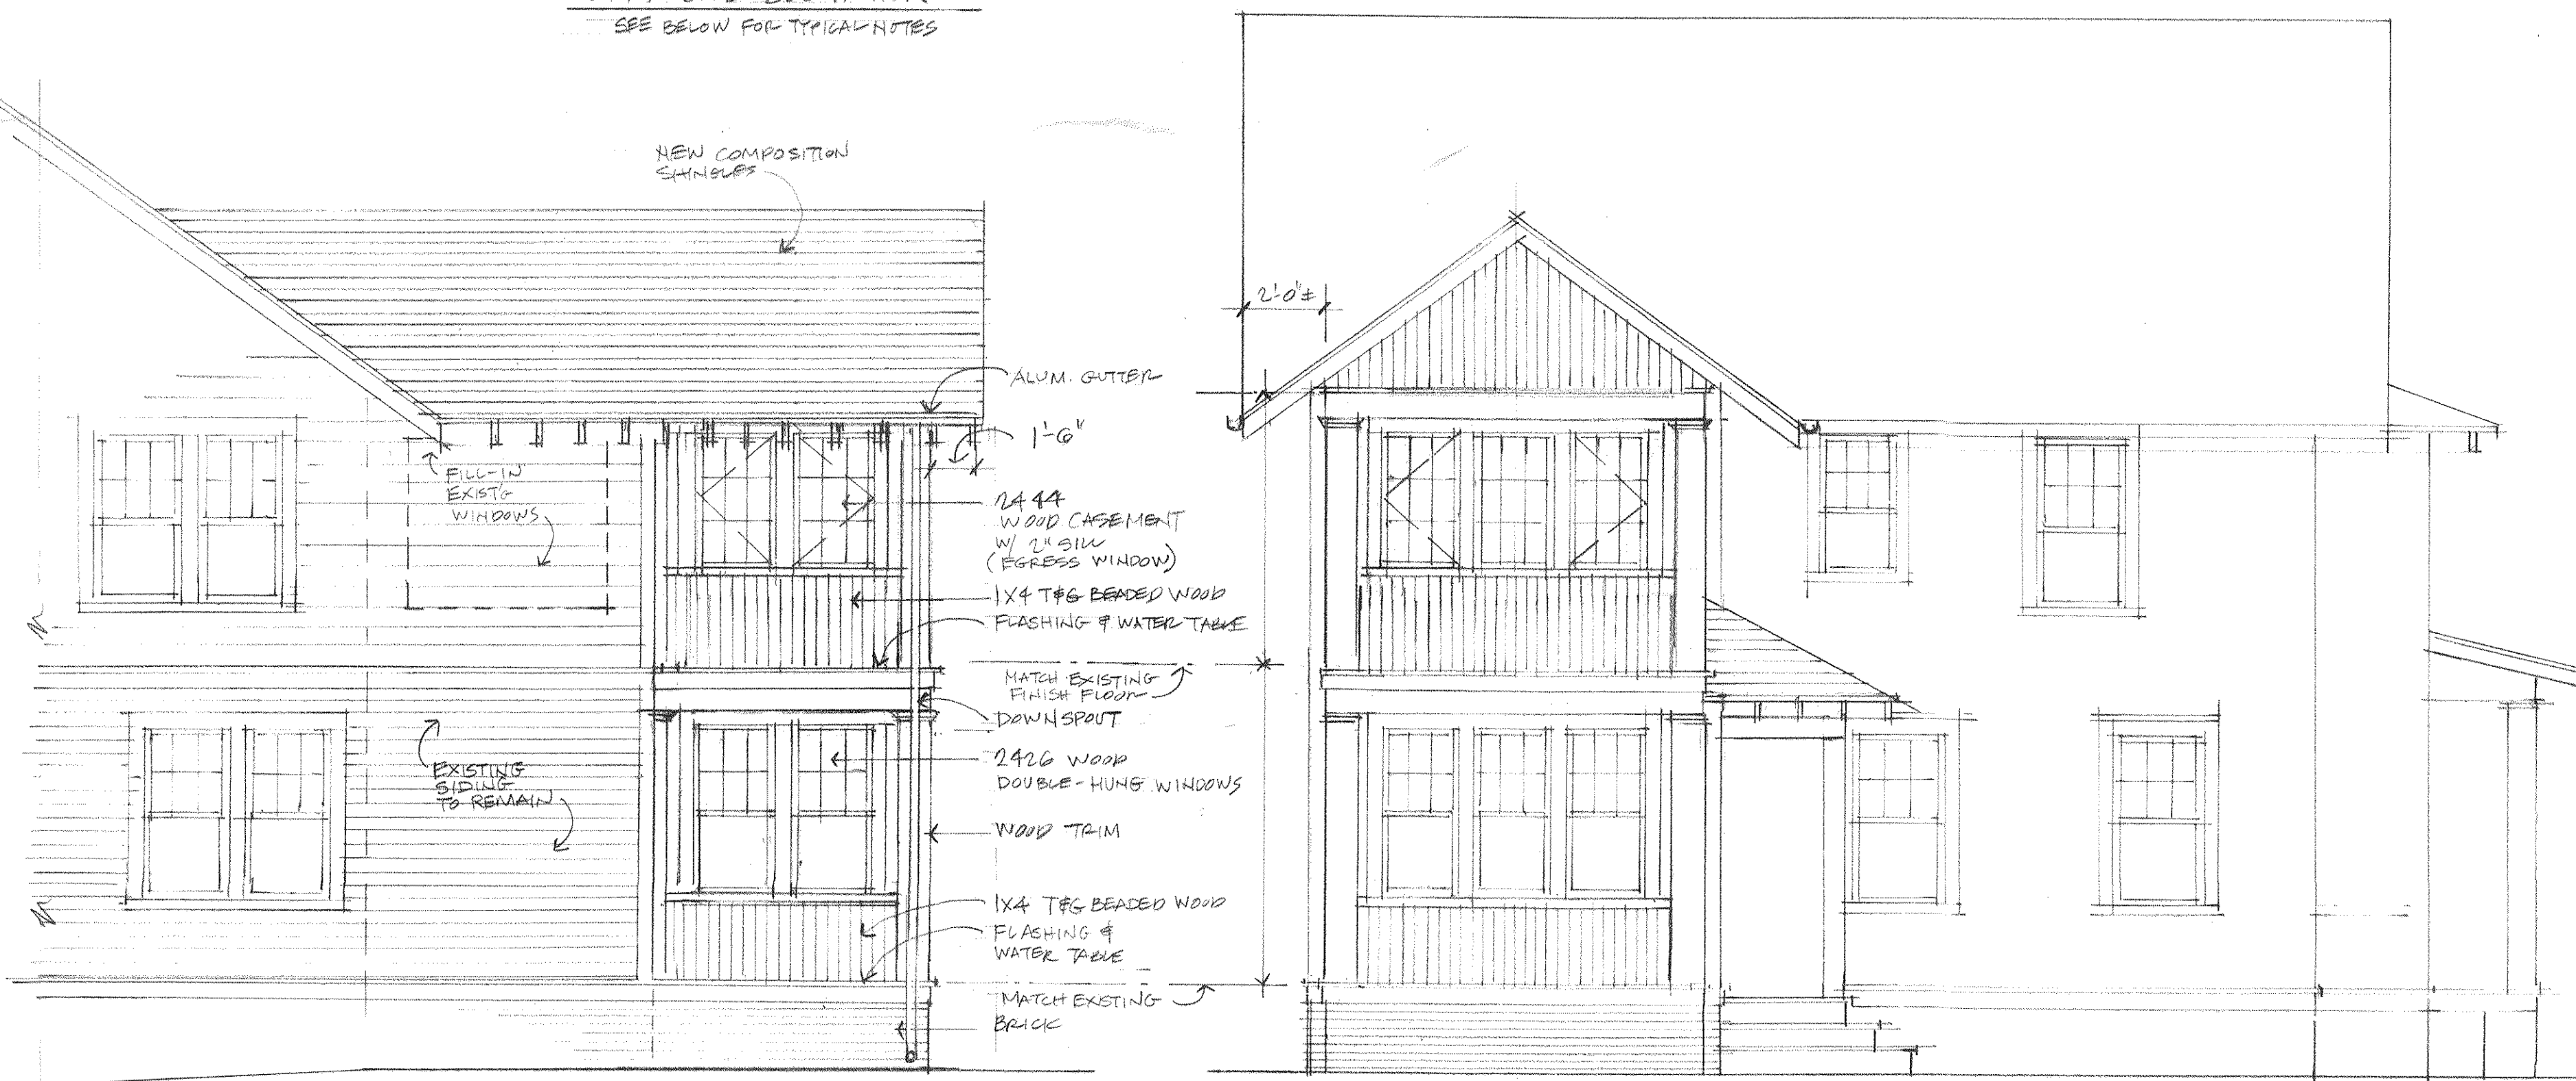 SEE BELOW FOR TYPICAL NOTES
NEW COMPOSITION
SHINGLES
ALUM. GUTTER
1'-6"
2'-0"±
FILL-IN
EXIST'G
WINDOWS
2444
WOOD CASEMENT
W/ 2" SILL
(EGRESS WINDOW)
1X4 T&G BEADED WOOD
FLASHING & WATER TABLE
MATCH EXISTING
FINISH FLOOR
DOWNSPOUT
2426 WOOD
DOUBLE-HUNG WINDOWS
EXISTING
SIDING
TO REMAIN
WOOD TRIM
1X4 T&G BEADED WOOD
FLASHING &
WATER TABLE
MATCH EXISTING
BRICK